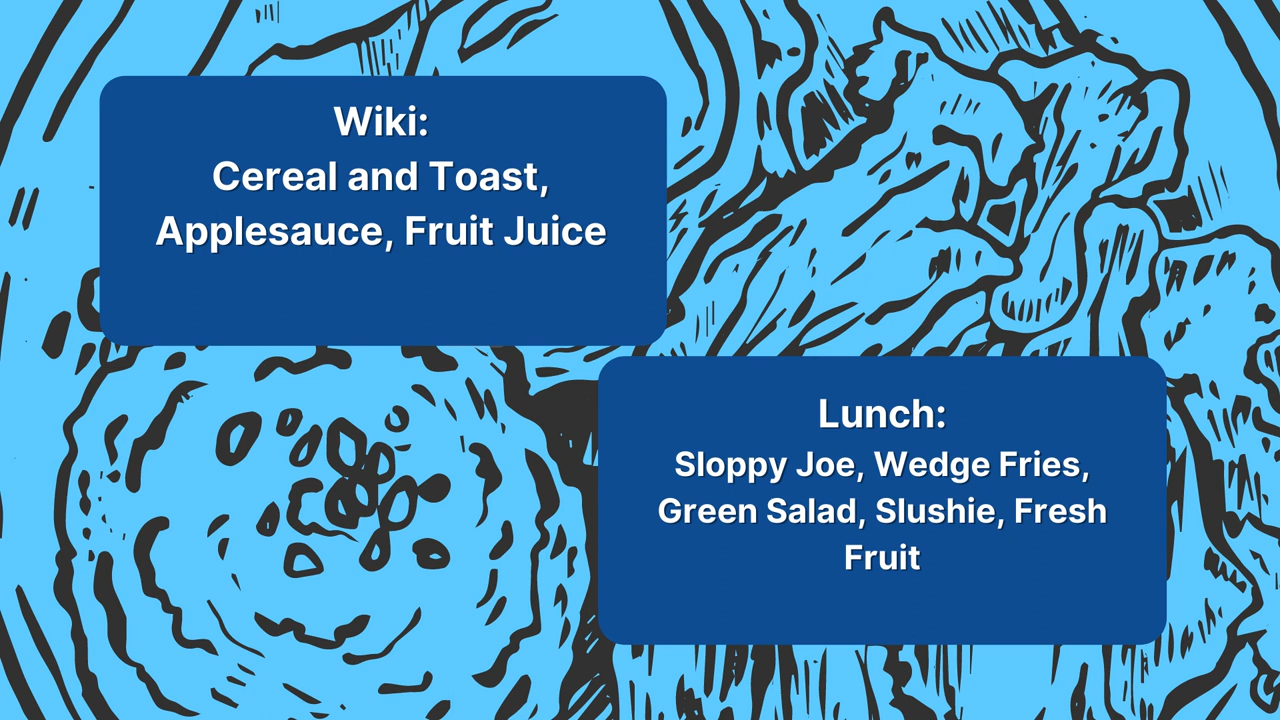 Wiki:
Cereal and Toast,
Applesauce, Fruit Juice
Lunch:
Sloppy Joe, Wedge Fries,
Green Salad, Slushie, Fresh
Fruit